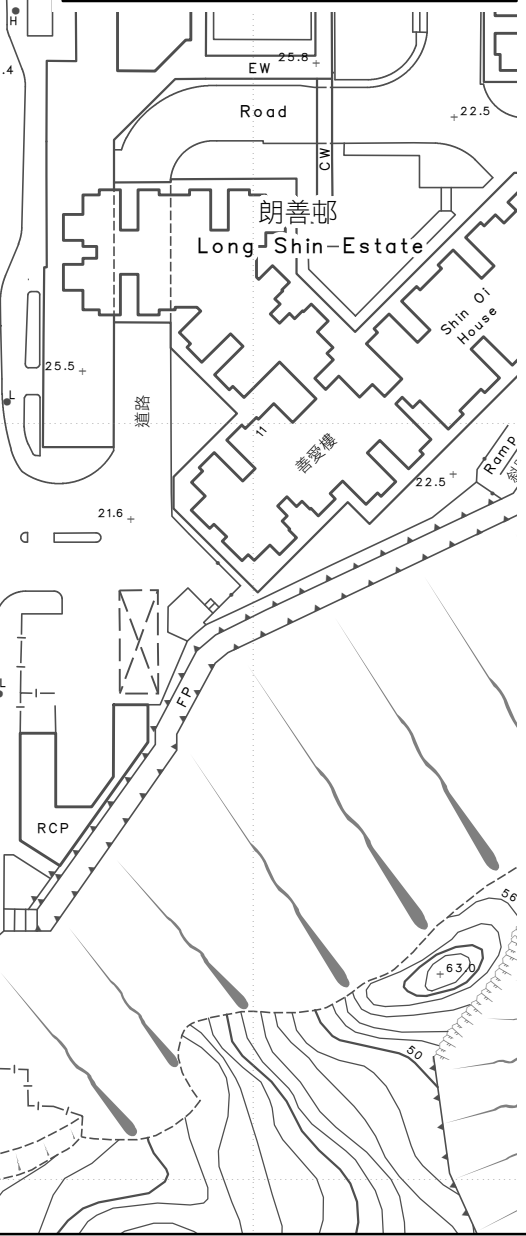 H
.4
25.8
EW
Road
22.5
CW
朗善邨
Long Shin Estate
Shin Oi
House
25.5
L
道路
11
善愛樓
Ramp
22.5
21.6
L
FP
RCP
56
63.0
50